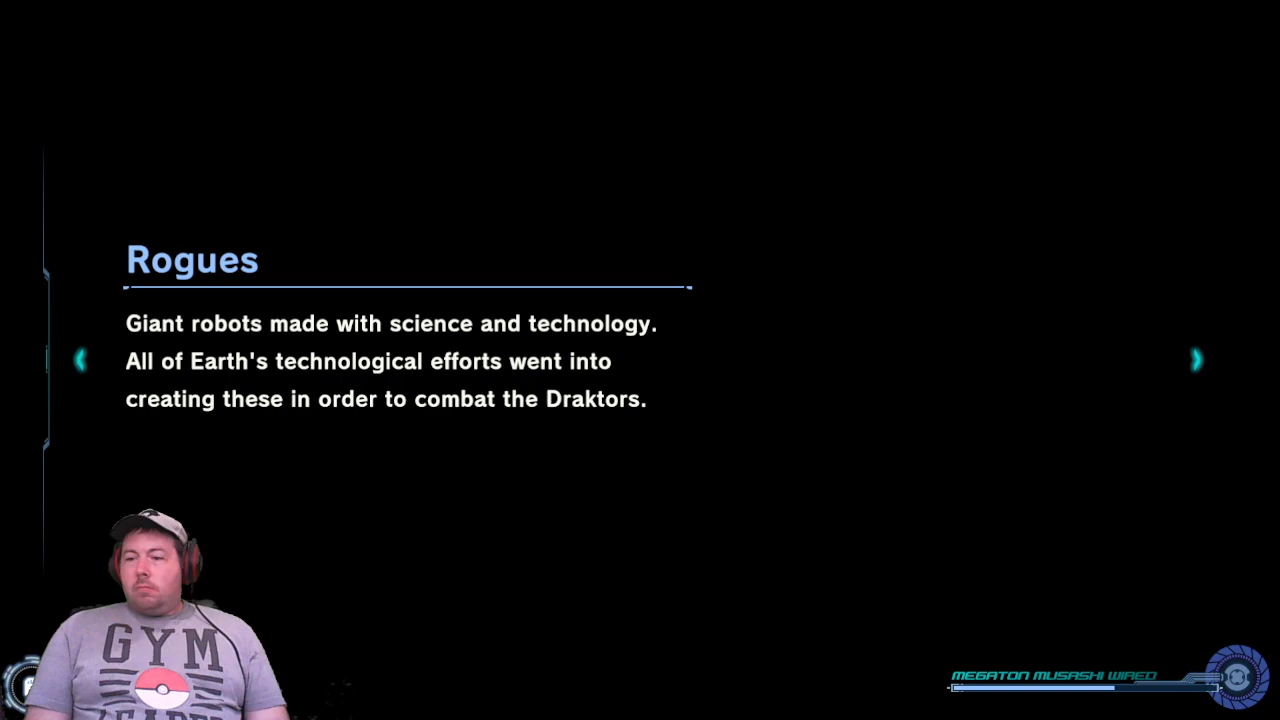 Rogues
Giant robots made with science and technology.
All of Earth's technological efforts went into
creating these in order to combat the Draktors.
GYM
MEGATON MUSASHI WIRED